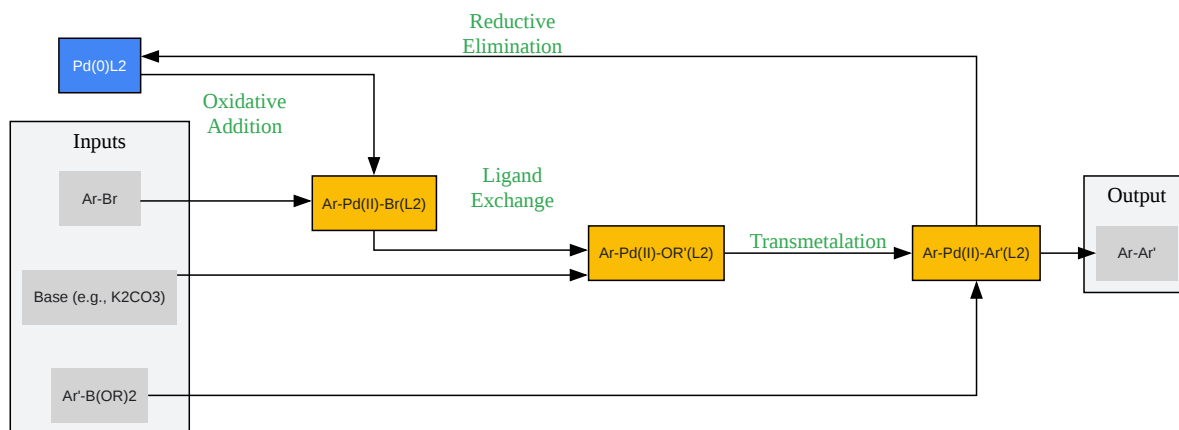 Reductive
Elimination
Pd(0)L2
Oxidative
Addition
Inputs
Ar-Br
Ligand
Exchange
Ar-Pd(II)-Br(L2)
Output
Transmetalation
Ar-Pd(II)-OR'(L2)
Ar-Pd(II)-Ar'(L2)
Ar-Ar'
Base (e.g., K2CO3)
Ar'-B(OR)2